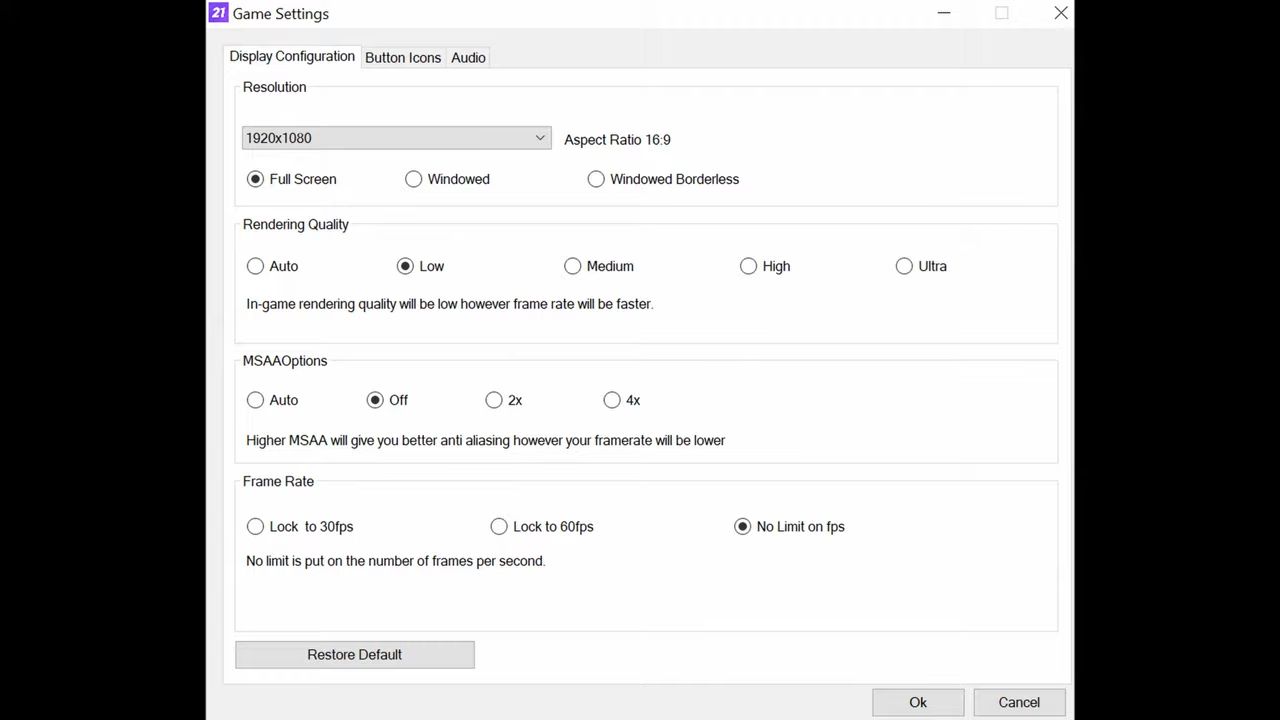 21 Game Settings
Display Configuration Button Icons Audio
Resolution
1920x1080 Aspect Ratio 16:9
Full Screen Windowed Windowed Borderless
Rendering Quality
Auto Low Medium High Ultra
In-game rendering quality will be low however frame rate will be faster.
MSAAOptions
Auto Off 2x 4x
Higher MSAA will give you better anti aliasing however your framerate will be lower
Frame Rate
Lock to 30fps Lock to 60fps No Limit on fps
No limit is put on the number of frames per second.
Restore Default
Ok Cancel